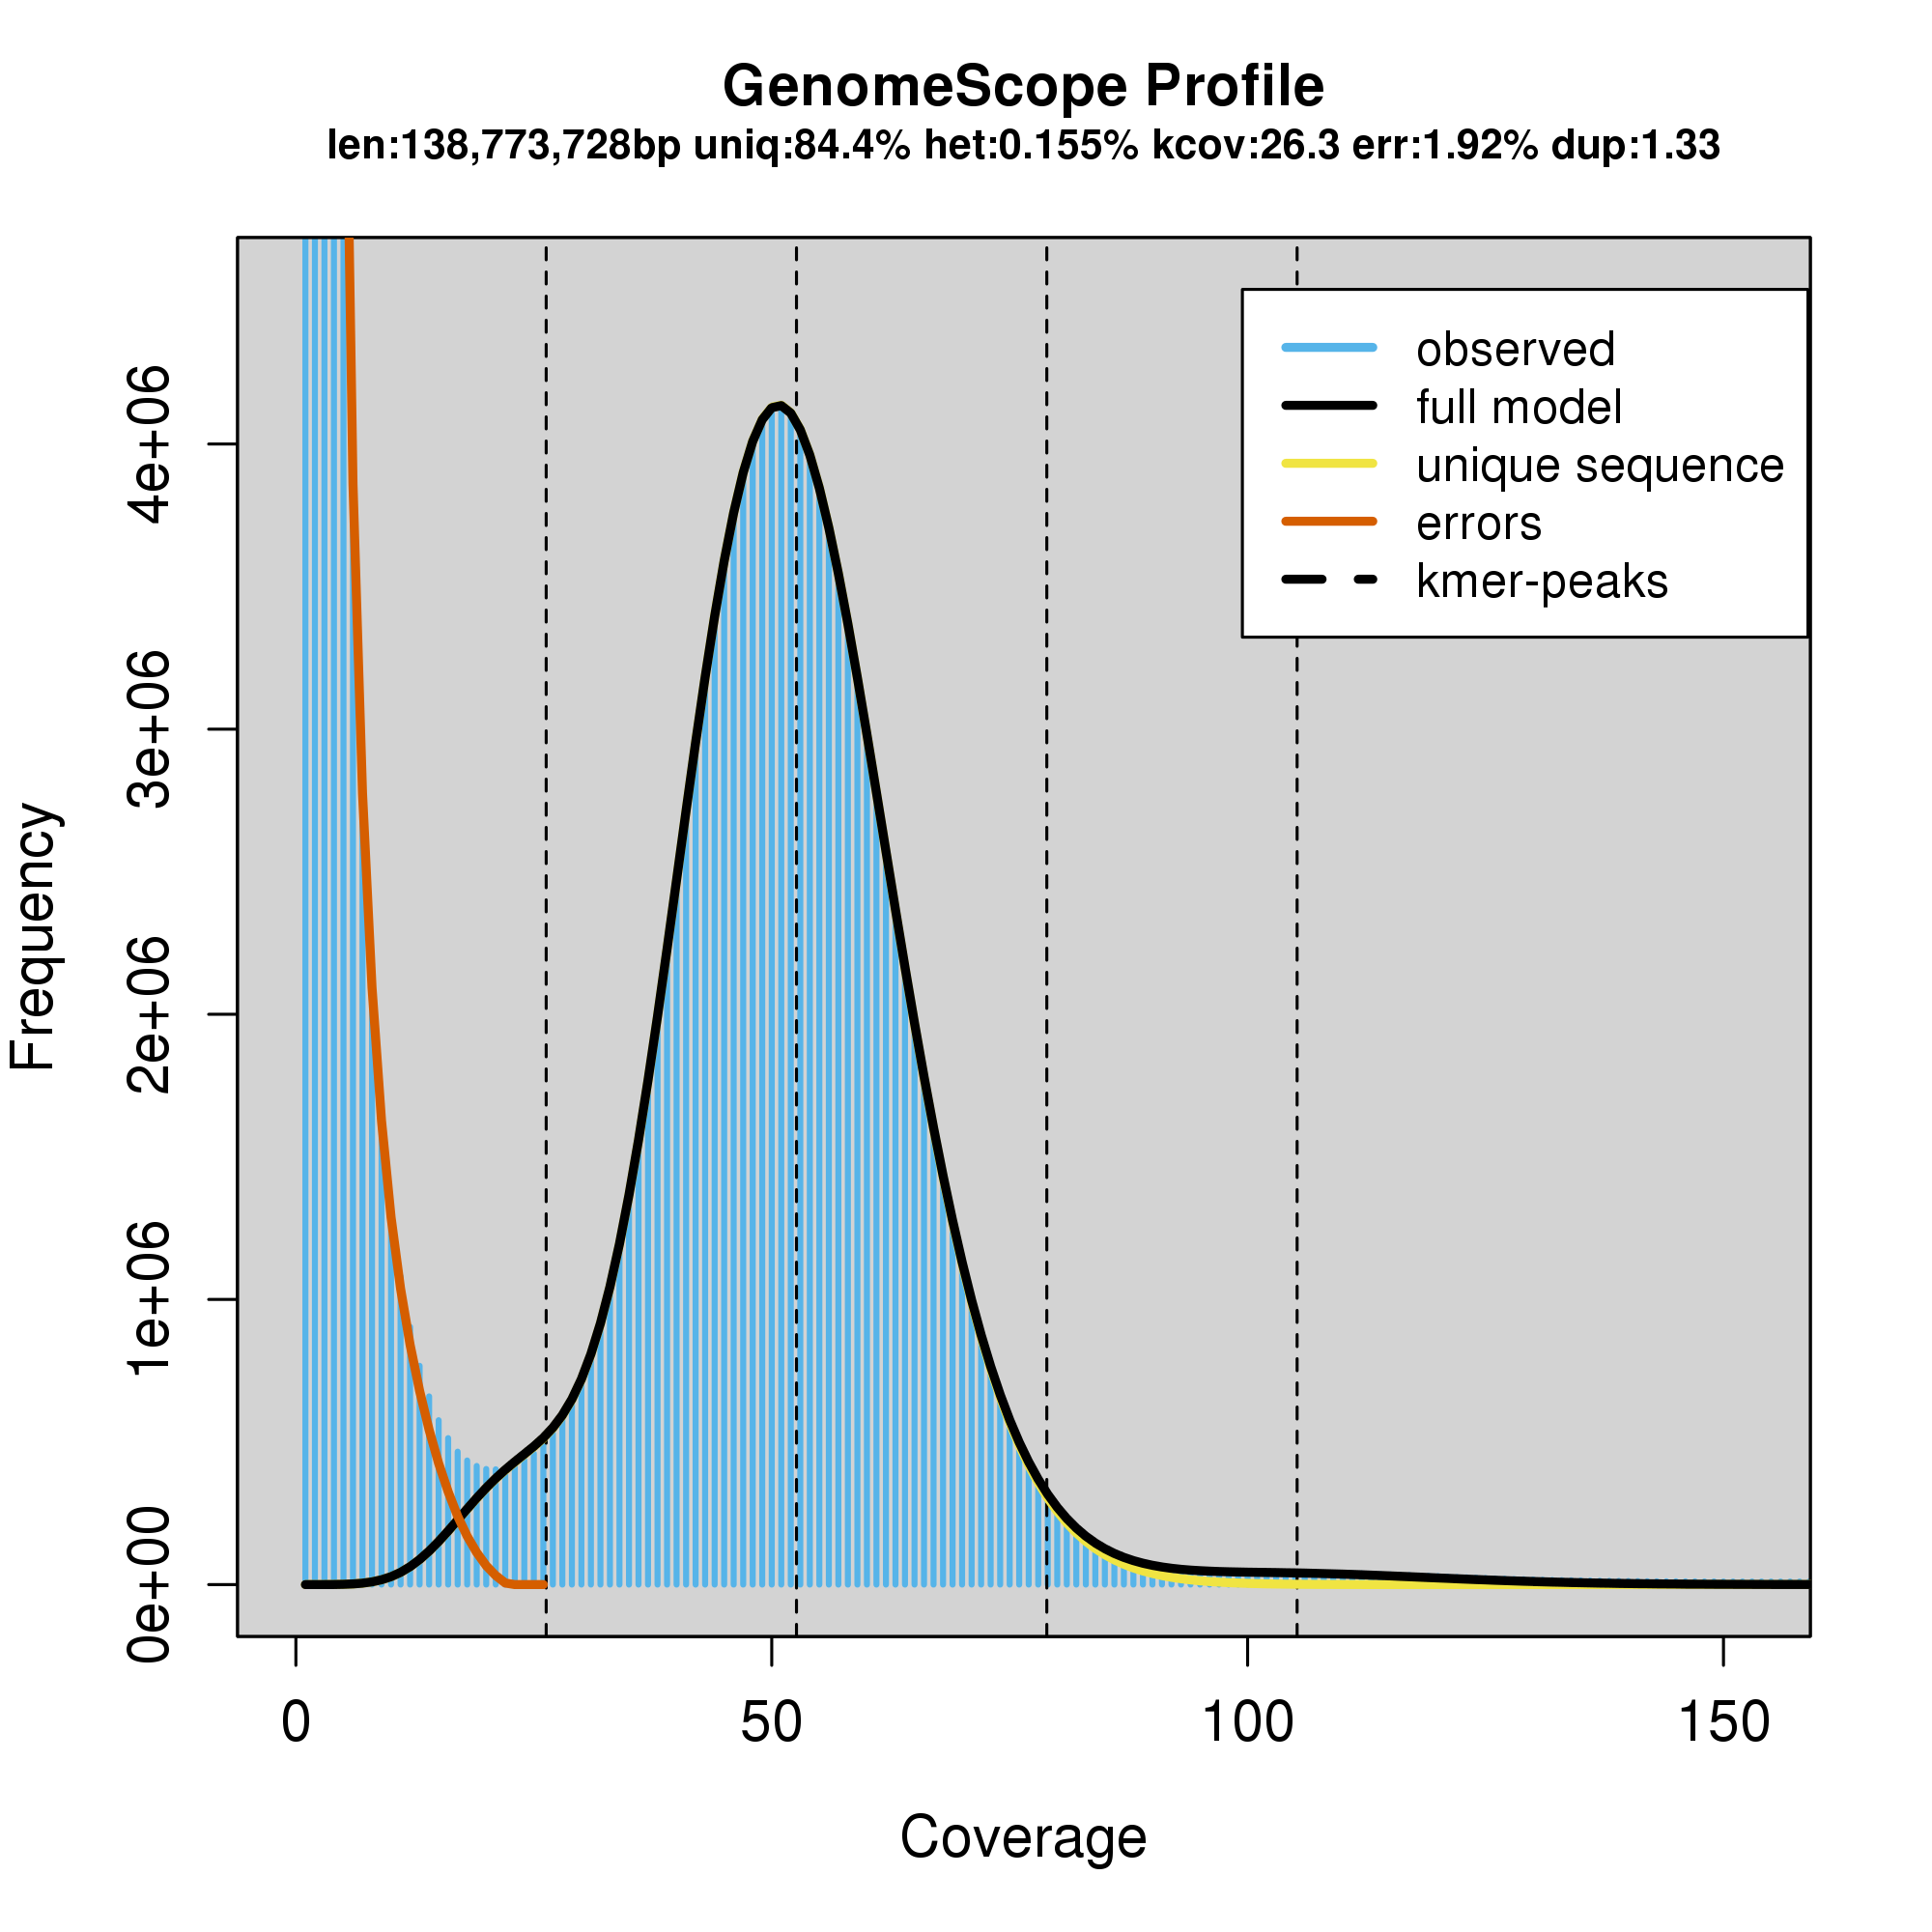 GenomeScope Profile
len:138,773,728bp uniq:84.4% het:0.155% kcov:26.3 err:1.92% dup:1.33
observed
full model
unique sequence
errors
kmer-peaks
Frequency
4e+06
3e+06
2e+06
1e+06
0e+00
0 50 100 150
Coverage